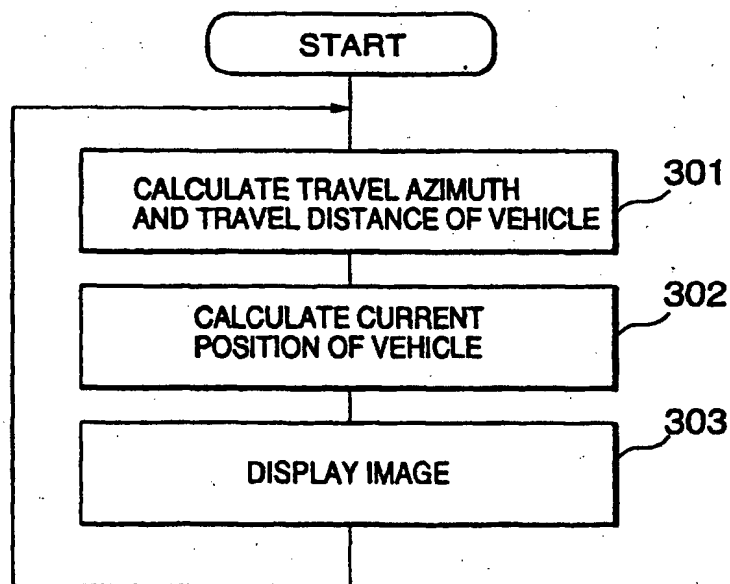 START
CALCULATE TRAVEL AZIMUTH
AND TRAVEL DISTANCE OF VEHICLE
301
CALCULATE CURRENT
POSITION OF VEHICLE
302
DISPLAY IMAGE
303